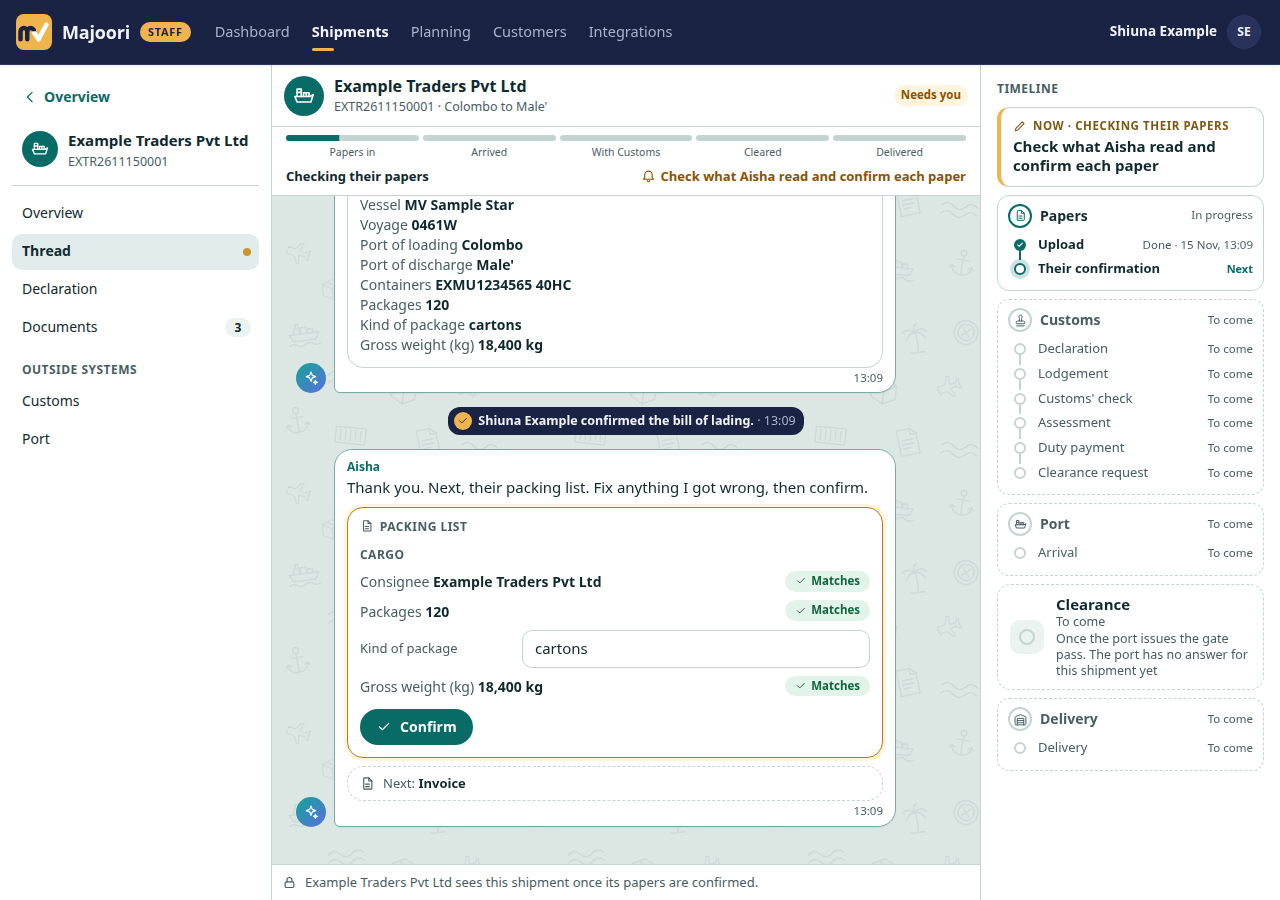 Majoori
STAFF
Dashboard
Shipments
Planning
Customers
Integrations
Shiuna Example
SE
Overview
Example Traders Pvt Ltd
EXTR2611150001
Overview
Thread
Declaration
Documents
3
OUTSIDE SYSTEMS
Customs
Port
Example Traders Pvt Ltd
EXTR2611150001 · Colombo to Male'
Needs you
Papers in
Arrived
With Customs
Cleared
Delivered
Checking their papers
Check what Aisha read and confirm each paper
Vessel MV Sample Star
Voyage 0461W
Port of loading Colombo
Port of discharge Male'
Containers EXMU1234565 40HC
Packages 120
Kind of package cartons
Gross weight (kg) 18,400 kg
13:09
Shiuna Example confirmed the bill of lading. · 13:09
Aisha
Thank you. Next, their packing list. Fix anything I got wrong, then confirm.
PACKING LIST
CARGO
Consignee Example Traders Pvt Ltd
Matches
Packages 120
Matches
Kind of package
cartons
Gross weight (kg) 18,400 kg
Matches
Confirm
Next: Invoice
13:09
Example Traders Pvt Ltd sees this shipment once its papers are confirmed.
TIMELINE
NOW · CHECKING THEIR PAPERS
Check what Aisha read and
confirm each paper
Papers
In progress
Upload
Done · 15 Nov, 13:09
Their confirmation
Next
Customs
To come
Declaration
To come
Lodgement
To come
Customs' check
To come
Assessment
To come
Duty payment
To come
Clearance request
To come
Port
To come
Arrival
To come
Clearance
To come
Once the port issues the gate
pass. The port has no answer for
this shipment yet
Delivery
To come
Delivery
To come